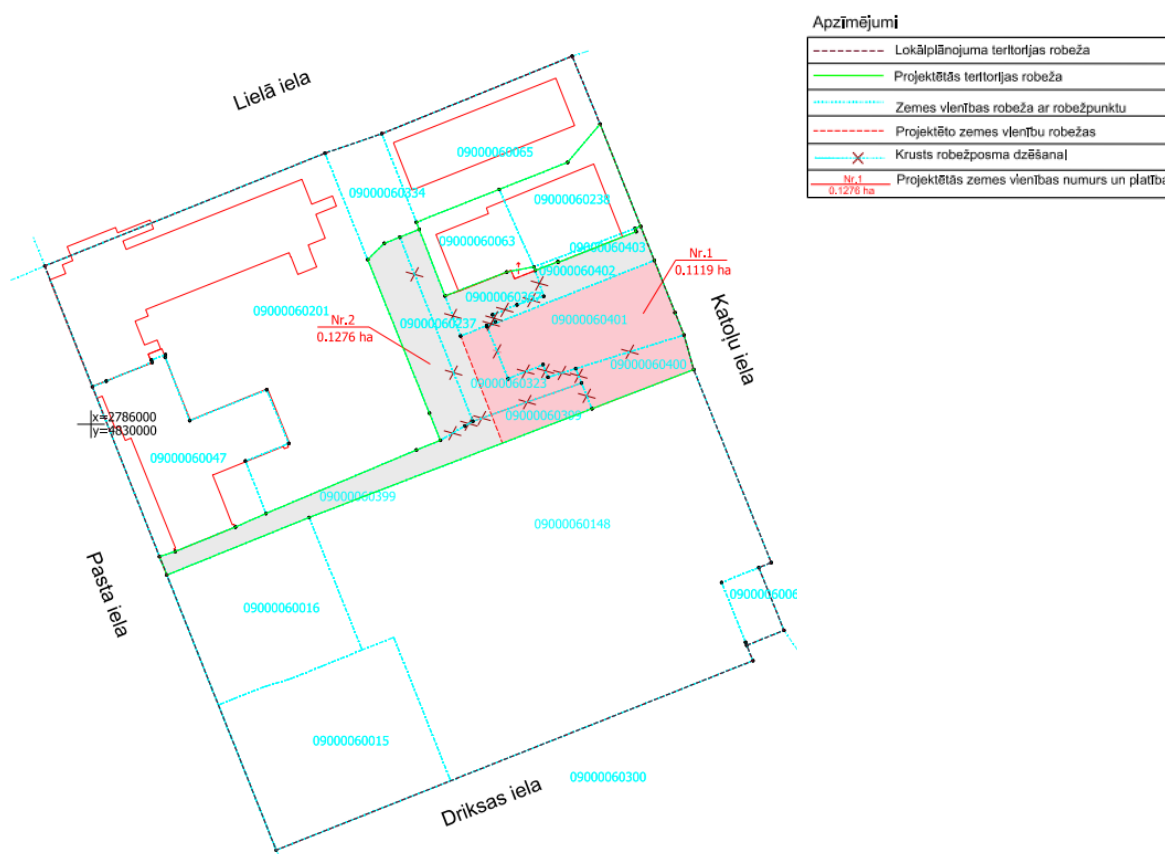 Apzīmējumi
Lokālplānojuma teritorijas robeža
Projektētās teritorijas robeža
Zemes vienības robeža ar robežpunktu
Projektēto zemes vienību robežas
Krusts robežposma dzēšanai
Nr.1
0.1276 ha
Projektētās zemes vienības numurs un platība
Lielā iela
09000060065
09000060334
09000060238
09000060063
09000060403
09000060402
Nr.1
0.1119 ha
09000060201
09000060237
09000060401
Nr.2
0.1276 ha
Katoļu iela
09000060400
09000060323
09000060399
x=2786000
y=4830000
09000060047
09000060399
09000060148
Pasta iela
09000060016
0900006006
09000060015
09000060300
Driksas iela